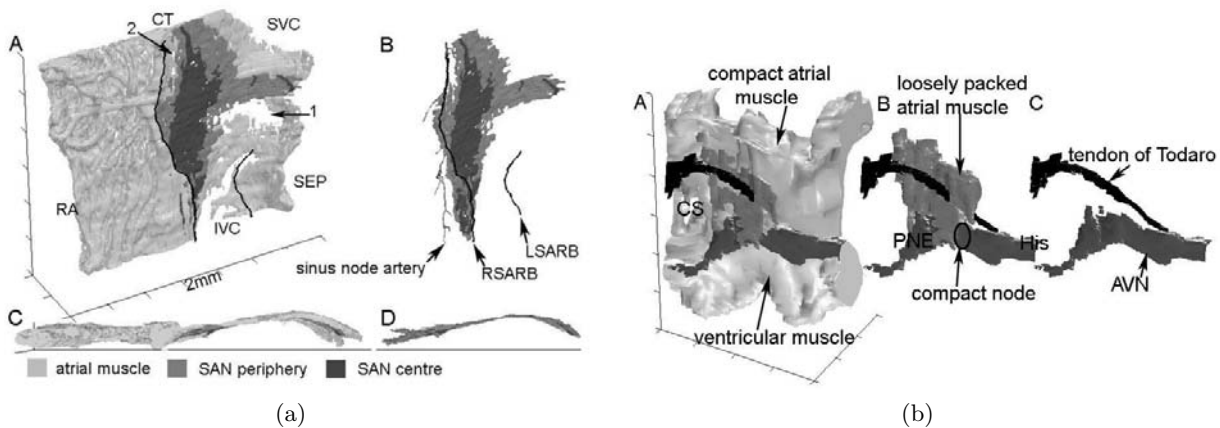 A
2
CT
SVC
1
SEP
RA
IVC
2mm
B
sinus node artery
RSARB
LSARB
C
D
atrial muscle
SAN periphery
SAN centre
(a)
A
compact atrial
muscle
CS
ventricular muscle
B
loosely packed
atrial muscle
PNE
His
compact node
C
tendon of Todaro
AVN
(b)